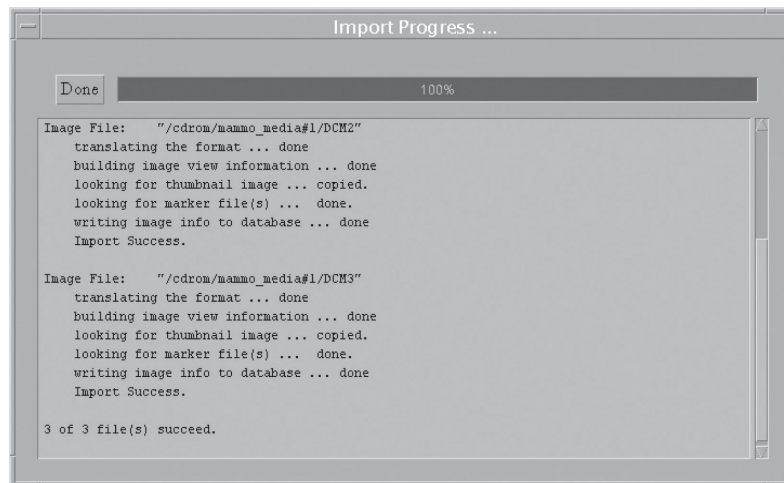 Import Progress ...
Done
100%
Image File: "/cdrom/mammo_media#1/DCM2"
translating the format ... done
building image view information ... done
looking for thumbnail image ... copied.
looking for marker file(s) ... done.
writing image info to database ... done
Import Success.
Image File: "/cdrom/mammo_media#1/DCM3"
translating the format ... done
building image view information ... done
looking for thumbnail image ... copied.
looking for marker file(s) ... done.
writing image info to database ... done
Import Success.
3 of 3 file(s) succeed.